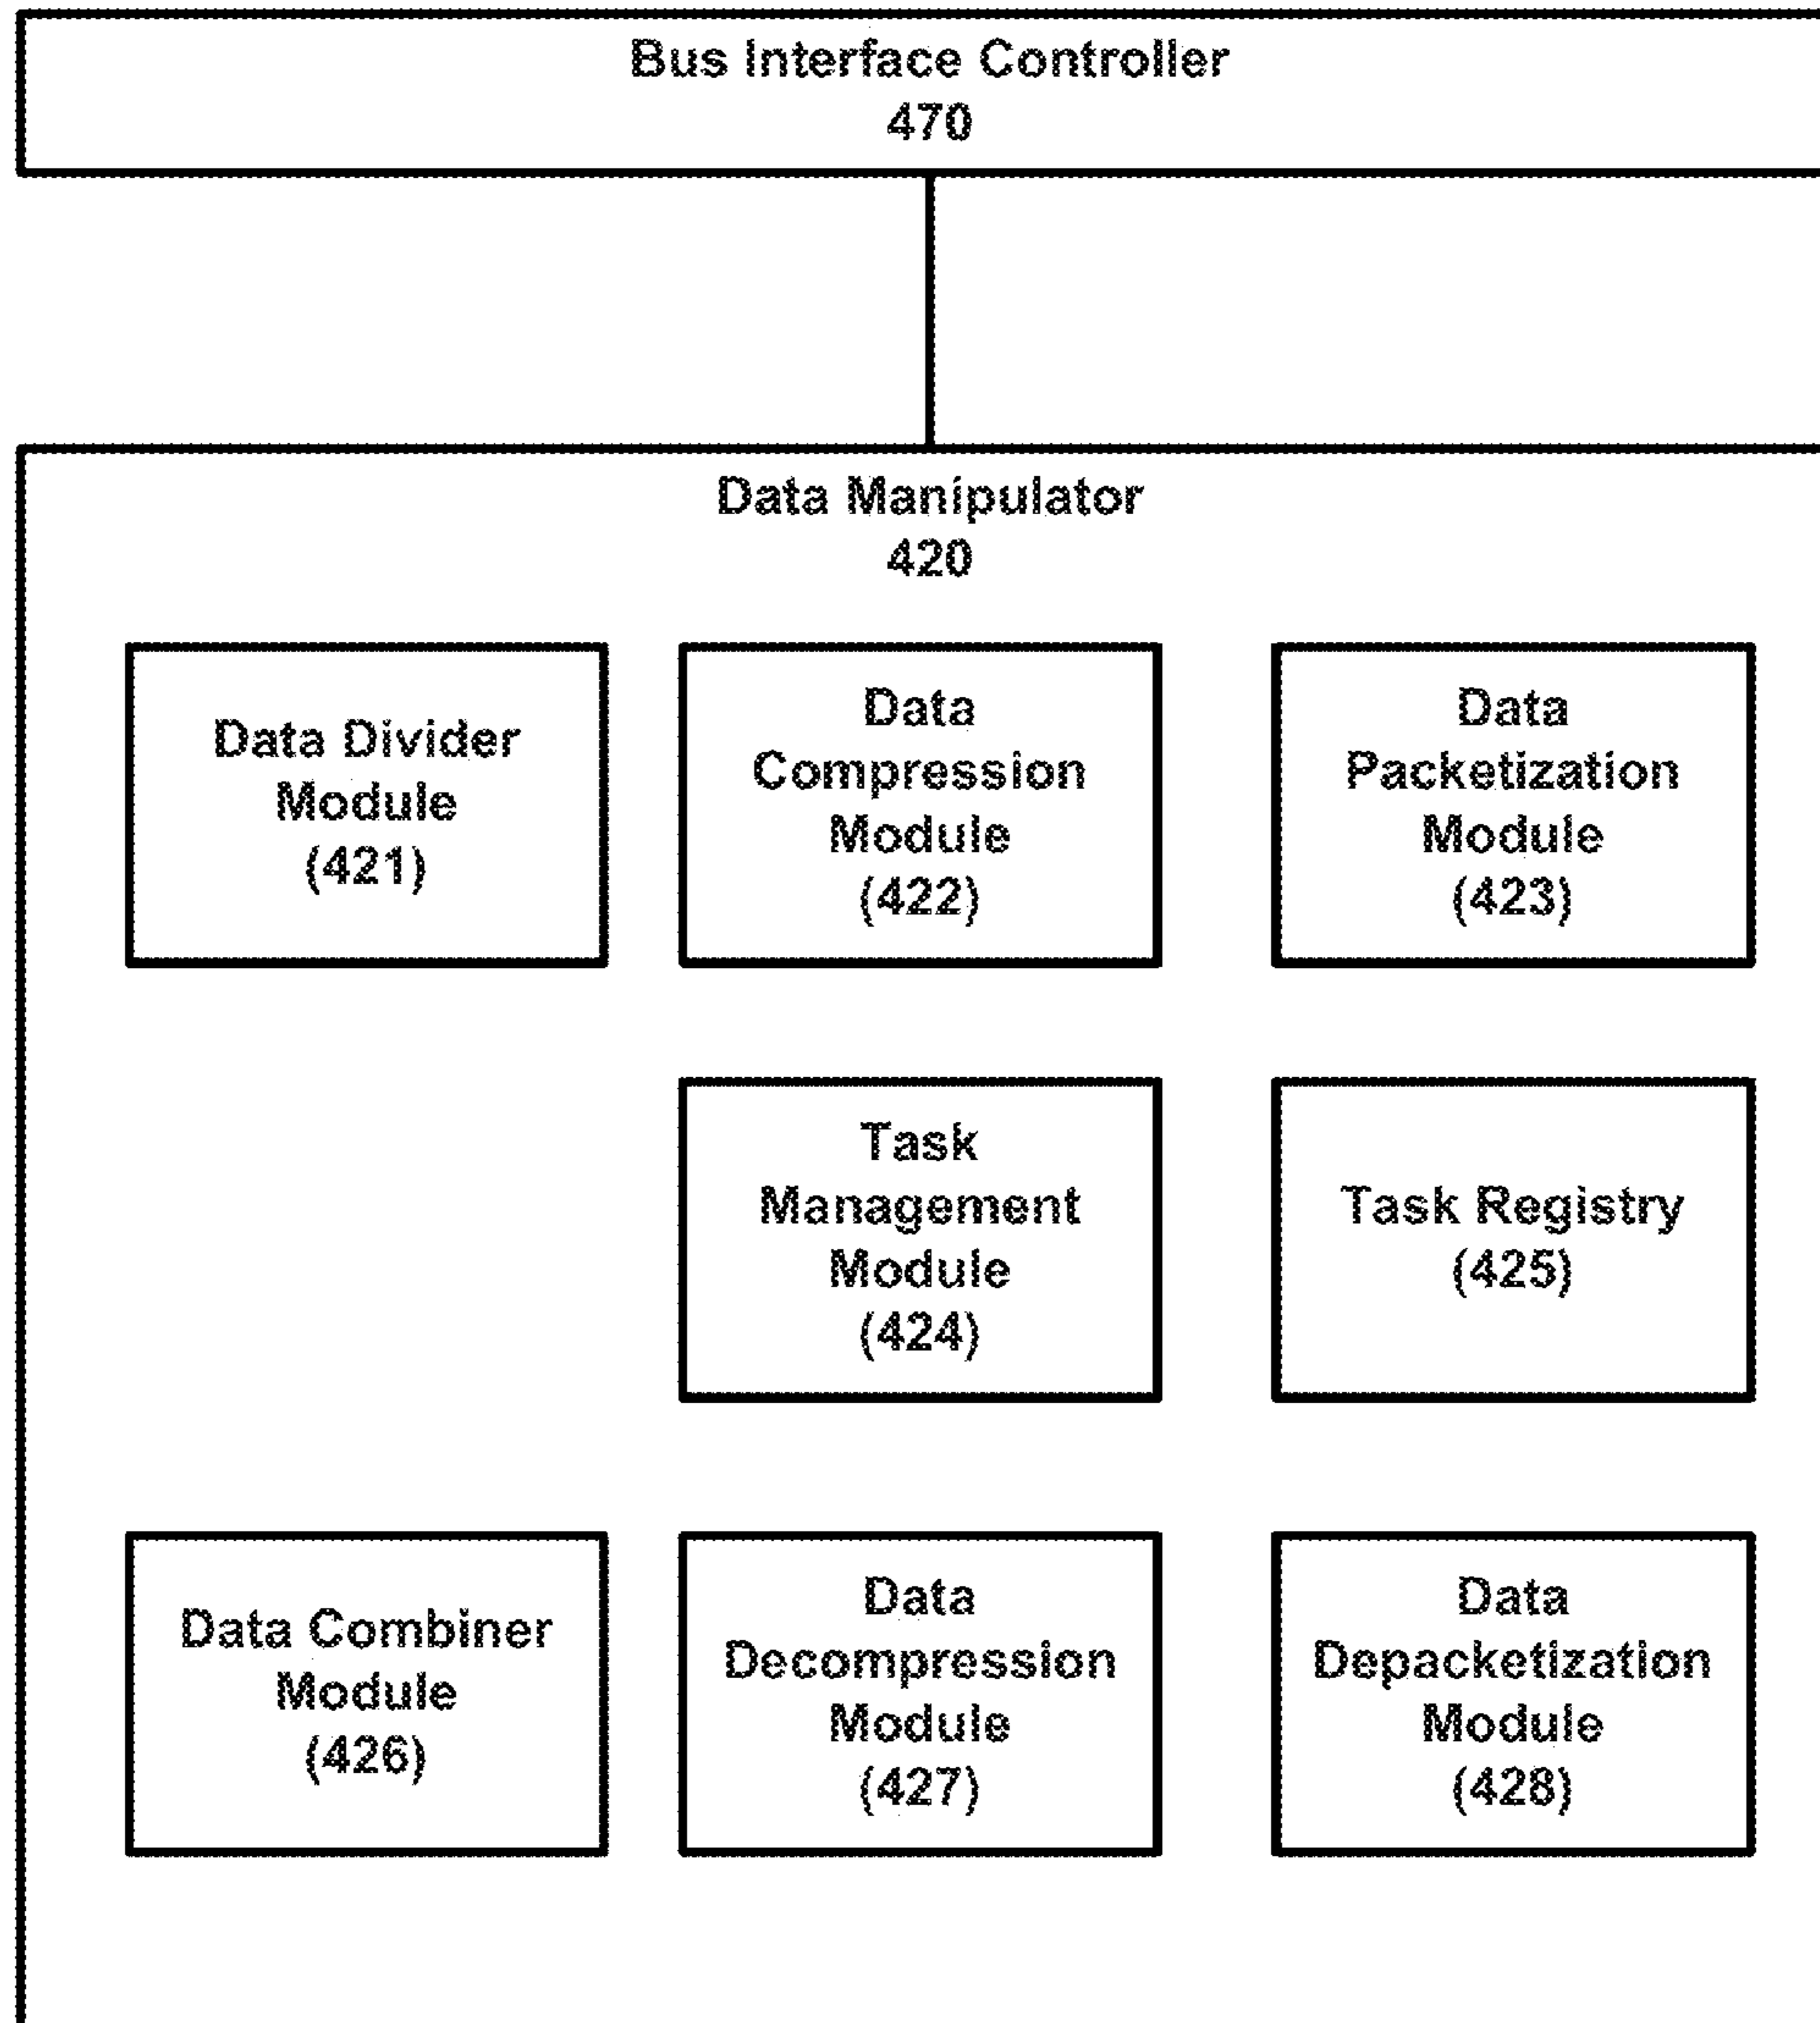 Bus Interface Controller
470
Data Manipulator
420
Data Divider
Module
(421)
Data
Compression
Module
(422)
Data
Packetization
Module
(423)
Task
Management
Module
(424)
Task Registry
(425)
Data Combiner
Module
(426)
Data
Decompression
Module
(427)
Data
Depacketization
Module
(428)